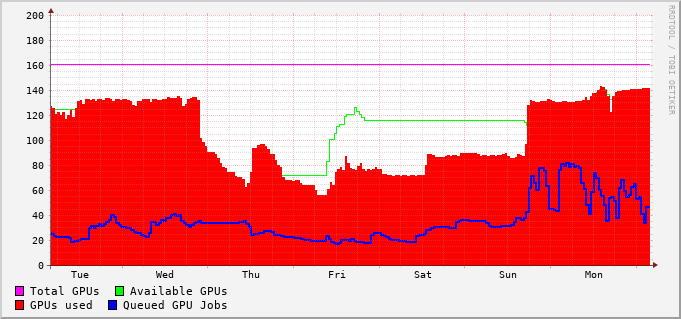 200
180
160
140
120
100
80
60
40
20
0
Tue Wed Thu Fri Sat Sun Mon
Total GPUs Available GPUs
GPUs used Queued GPU Jobs
RRDTOOL / TOBI OETIKER